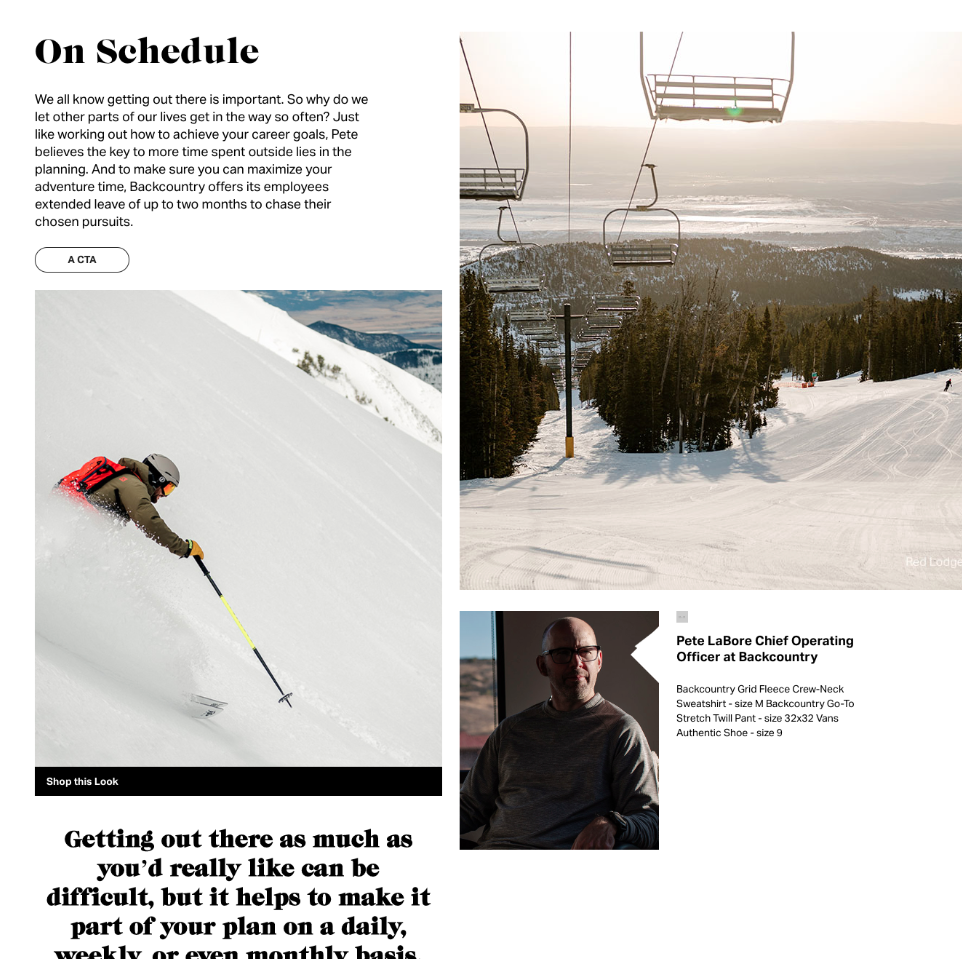 On Schedule
We all know getting out there is important. So why do we
let other parts of our lives get in the way so often? Just
like working out how to achieve your career goals, Pete
believes the key to more time spent outside lies in the
planning. And to make sure you can maximize your
adventure time, Backcountry offers its employees
extended leave of up to two months to chase their
chosen pursuits.
A CTA
Shop this Look
Getting out there as much as
you’d really like can be
difficult, but it helps to make it
part of your plan on a daily,
weekly, or even monthly basis.
Red Lodge
Pete LaBore Chief Operating
Officer at Backcountry
Backcountry Grid Fleece Crew-Neck
Sweatshirt - size M Backcountry Go-To
Stretch Twill Pant - size 32x32 Vans
Authentic Shoe - size 9